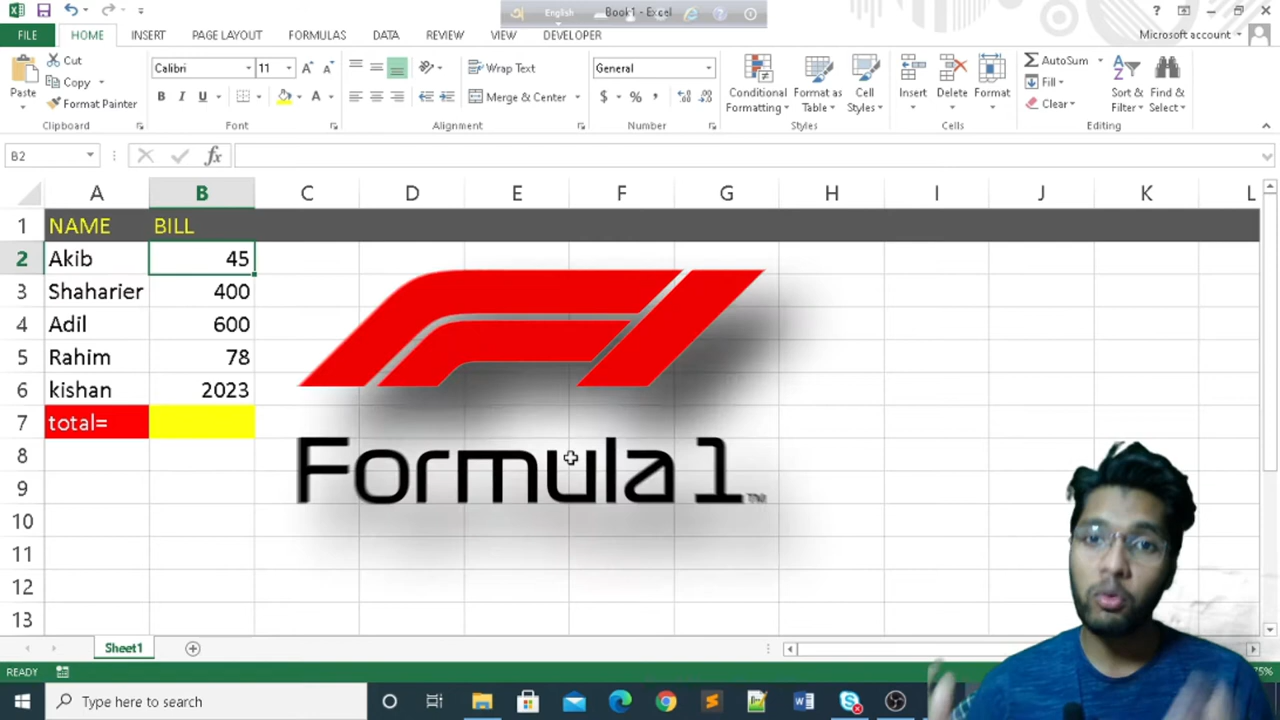 English
Book1 - Excel
FILE
HOME
INSERT
PAGE LAYOUT
FORMULAS
DATA
REVIEW
VIEW
DEVELOPER
Microsoft account
Paste
Cut
Copy
Format Painter
Clipboard
Calibri
11
B I U
A
Font
Wrap Text
Merge & Center
Alignment
General
$ % ,
Number
Conditional
Formatting
Format as
Table
Cell
Styles
Styles
Insert
Delete
Format
Cells
AutoSum
Fill
Clear
Sort &
Filter
Find &
Select
Editing
B2
fx
A B C D E F G H I J K L
1 NAME BILL
2 Akib 45
3 Shaharier 400
4 Adil 600
5 Rahim 78
6 kishan 2023
7 total=
8
9
10
11
12
13
F1
Formula 1
TM
Sheet1
READY
75%
Type here to search